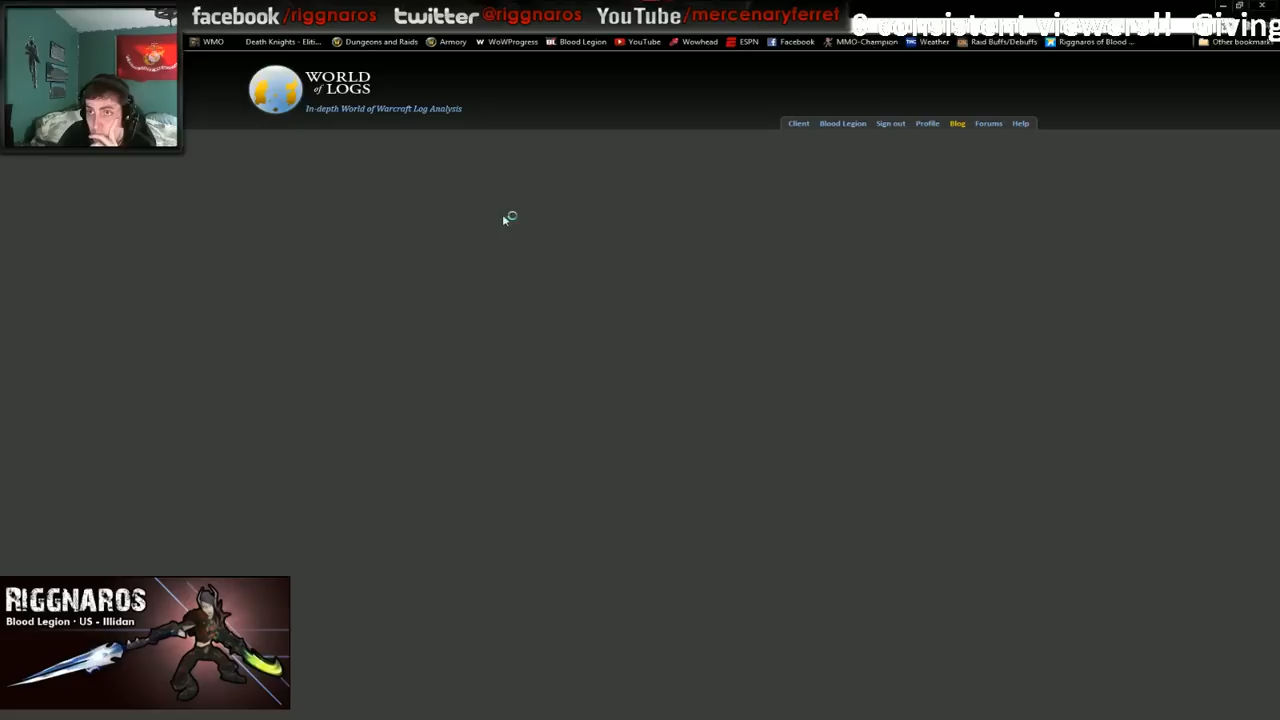 facebook/riggnaros twitter@riggnaros YouTube/mercenaryferret
consistent viewers!! Giving
WMO Death Knights - Eliti... Dungeons and Raids Armory WoWProgress Blood Legion YouTube Wowhead ESPN Facebook MMO-Champion Weather Raid Buffs/Debuffs Riggnaros of Blood ... Other bookmarks
WORLD
of LOGS
In-depth World of Warcraft Log Analysis
Client Blood Legion Sign out Profile Blog Forums Help
RIGGNAROS
Blood Legion · US - Illidan